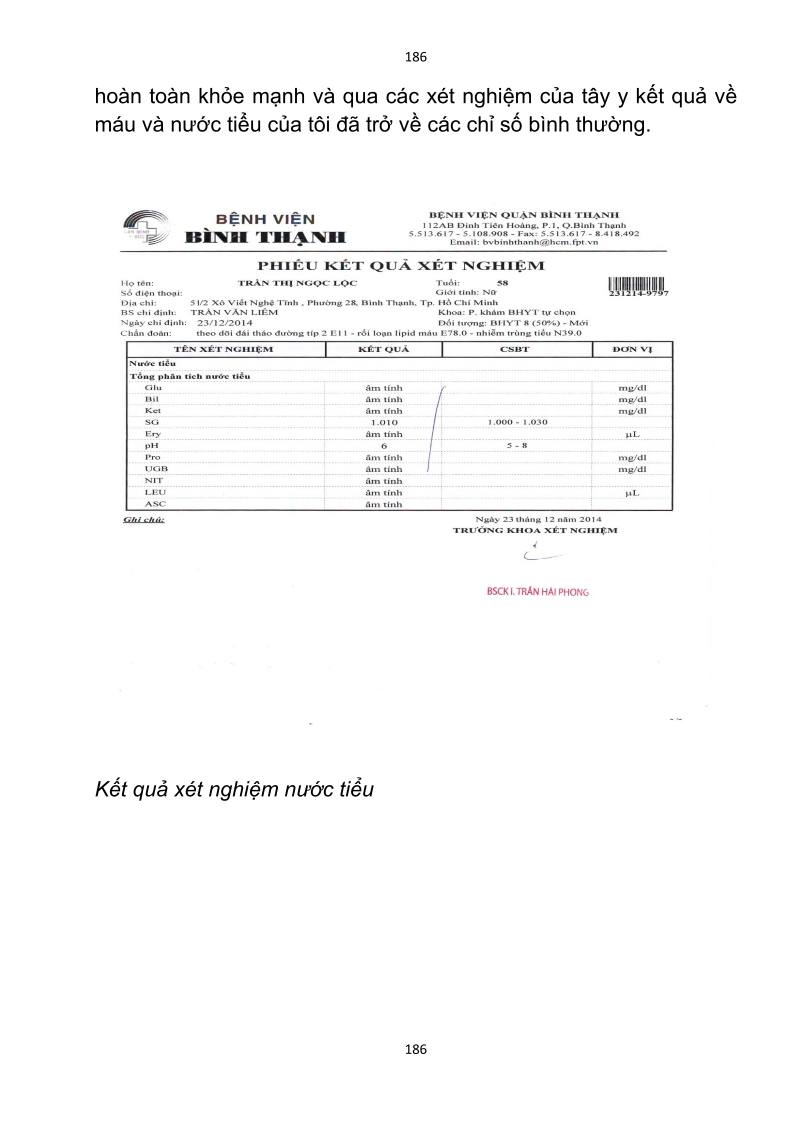 186
hoàn toàn khỏe mạnh và qua các xét nghiệm của tây y kết quả về
máu và nước tiểu của tôi đã trở về các chỉ số bình thường.
BỆNH VIỆN
BÌNH THẠNH
BỆNH VIỆN QUẬN BÌNH THẠNH
112AB Đinh Tiên Hoàng, P.1, Q.Bình Thạnh
5.513.617 - 5.108.908 - Fax: 5.513.617 - 8.418.492
Email: bvbinhthanh@hcm.fpt.vn
PHIẾU KẾT QUẢ XÉT NGHIỆM
Họ tên: TRẦN THỊ NGỌC LỘC Tuổi: 58
Số điện thoại: Giới tính: Nữ 231214-9797
Địa chỉ: 51/2 Xô Viết Nghệ Tĩnh , Phường 28, Bình Thạnh, Tp. Hồ Chí Minh
BS chỉ định: TRẦN VĂN LIÊM Khoa: P. khám BHYT tự chọn
Ngày chỉ định: 23/12/2014 Đối tượng: BHYT 8 (50%) - Mới
Chẩn đoán: theo dõi đái tháo đường típ 2 E11 - rối loạn lipid máu E78.0 - nhiễm trùng tiểu N39.0
TÊN XÉT NGHIỆM KẾT QUẢ CSBT ĐƠN VỊ
Nước tiểu
Tổng phân tích nước tiểu
Glu âm tính mg/dl
Bil âm tính mg/dl
Ket âm tính mg/dl
SG 1.010 1.000 - 1.030
Ery âm tính µL
pH 6 5 - 8
Pro âm tính mg/dl
UGB âm tính mg/dl
NIT âm tính
LEU âm tính µL
ASC âm tính
Ghi chú: Ngày 23 tháng 12 năm 2014
TRƯỞNG KHOA XÉT NGHIỆM
BSCK I. TRẦN HẢI PHONG
Kết quả xét nghiệm nước tiểu
186